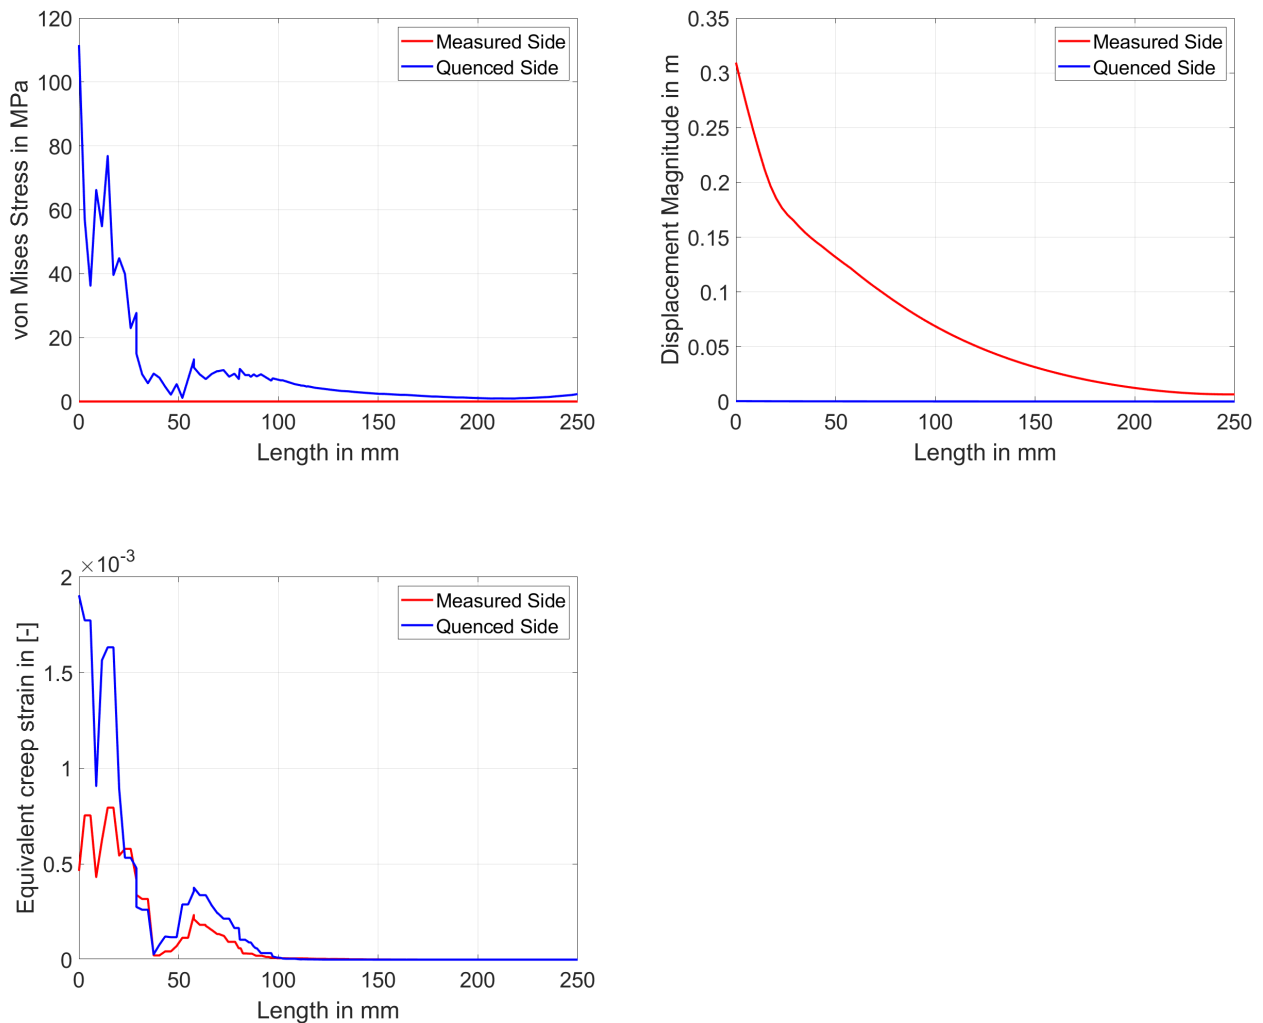 120
100
80
60
40
20
0
von Mises Stress in MPa
0 50 100 150 200 250
Length in mm
Measured Side
Quenced Side
0.35
0.3
0.25
0.2
0.15
0.1
0.05
0
Displacement Magnitude in m
0 50 100 150 200 250
Length in mm
Measured Side
Quenced Side
×10-3
2
1.5
1
0.5
0
Equivalent creep strain in [-]
0 50 100 150 200 250
Length in mm
Measured Side
Quenced Side